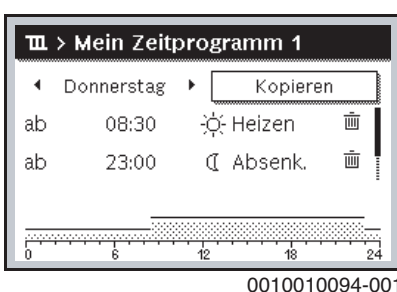 > Mein Zeitprogramm 1
Donnerstag Kopieren
ab 08:30 Heizen
ab 23:00 Absenk.
0 6 12 18 24
0010010094-001